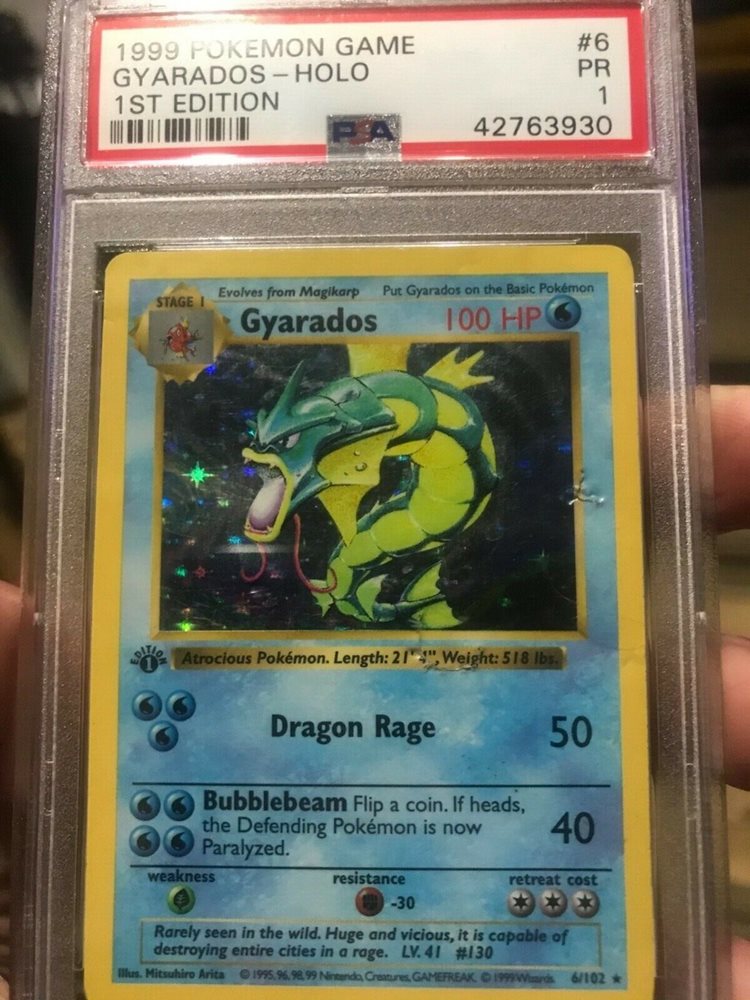 1999 POKEMON GAME #6
GYARADOS – HOLO PR
1ST EDITION 1
PSA 42763930
STAGE 1 Evolves from Magikarp Put Gyarados on the Basic Pokémon
Gyarados 100 HP
EDITION 1
Atrocious Pokémon. Length: 21' 4", Weight: 518 lbs.
Dragon Rage 50
Bubblebeam Flip a coin. If heads,
the Defending Pokémon is now 40
Paralyzed.
weakness resistance retreat cost
-30
Rarely seen in the wild. Huge and vicious, it is capable of
destroying entire cities in a rage. LV. 41 #130
Illus. Mitsuhiro Arita © 1995, 96, 98, 99 Nintendo, Creatures, GAMEFREAK. © 1999 Wizards. 6/102 ★